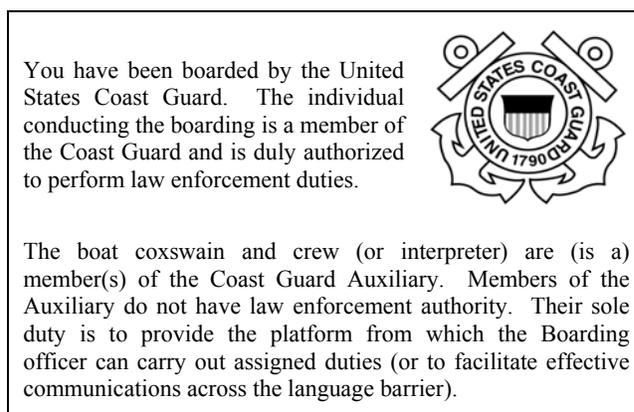 You have been boarded by the United
States Coast Guard. The individual
conducting the boarding is a member of
the Coast Guard and is duly authorized
to perform law enforcement duties.
UNITED STATES COAST GUARD
1790
The boat coxswain and crew (or interpreter) are (is a)
member(s) of the Coast Guard Auxiliary. Members of the
Auxiliary do not have law enforcement authority. Their sole
duty is to provide the platform from which the Boarding
officer can carry out assigned duties (or to facilitate effective
communications across the language barrier).